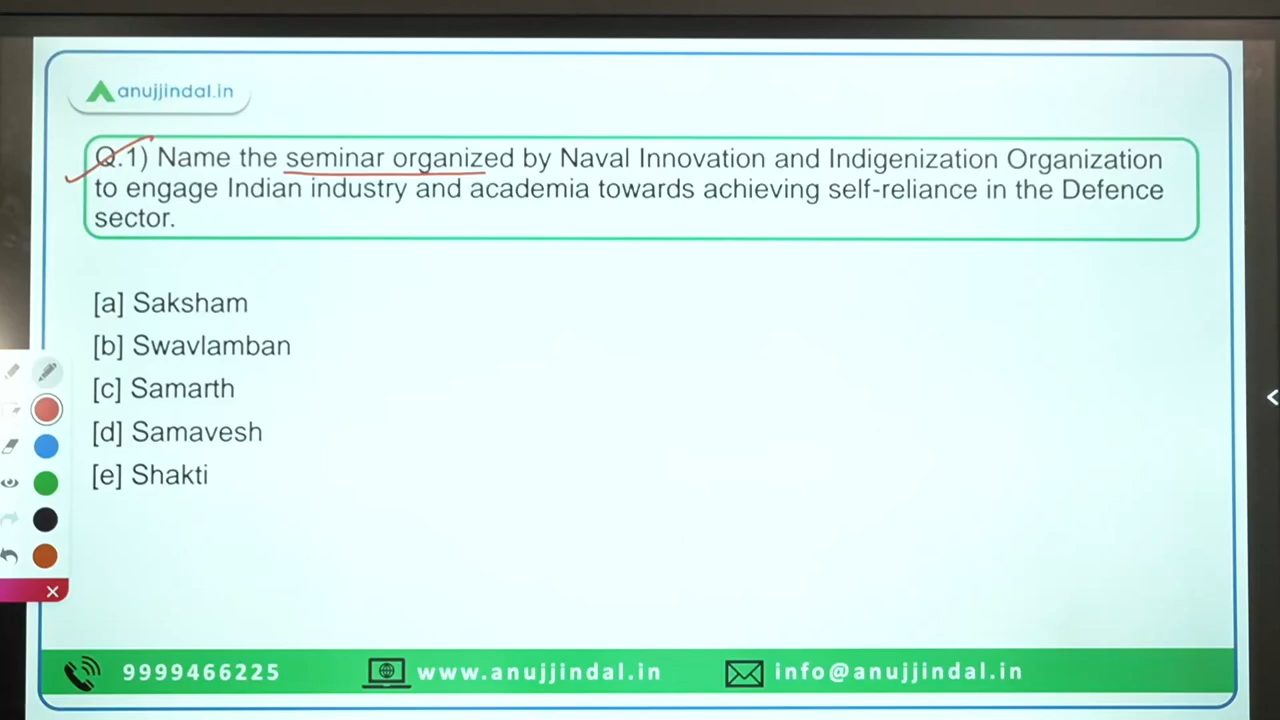 anujjindal.in
Q.1) Name the seminar organized by Naval Innovation and Indigenization Organization
to engage Indian industry and academia towards achieving self-reliance in the Defence
sector.
[a] Saksham
[b] Swavlamban
[c] Samarth
[d] Samavesh
[e] Shakti
9999466225 www.anujjindal.in info@anujjindal.in